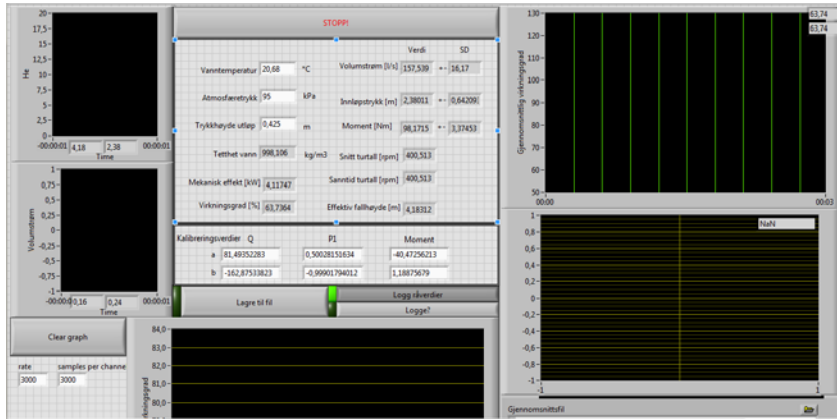 STOPP!
20
17,5
15
12,5
10
7,5
5
2,5
0
He
-00:00:01 4,18 2,38 00:00:01
Time
Verdi SD
Vanntemperatur 20,68 °C
Volumstrøm [l/s] 157,539 +- 16,17
Atmosfæretrykk 95 kPa
Innløpstrykk [m] 2,38011 +- 0,64209
Trykkhøyde utløp 0,425 m
Moment [Nm] 98,1715 +- 3,37453
Tetthet vann 998,106 kg/m3
Snitt turtall [rpm] 400,513
Mekanisk effekt [kW] 4,11747
Sanntid turtall [rpm] 400,513
Virkningsgrad [%] 63,7364
Effektiv fallhøyde [m] 4,18312
Kalibreringsverdier Q P1 Moment
a 81,49352283 0,50028151634 -40,47256213
b -162,87533823 -0,99901794012 1,18875679
Lagre til fil
Logg råverdier
Logge?
1
0,75
0,5
0,25
0
-0,25
-0,5
-0,75
-1
Volumstrøm
-00:00:0 0,16 0,24 00:00:01
Time
Clear graph
rate samples per channe
3000 3000
84,0
83,0
82,0
81,0
80,0
virkningsgrad
63,74
63,74
130
120
110
100
90
80
70
60
50
Gjennomsnittlig virkningsgrad
00:00 00:03
NaN
1
0,8
0,6
0,4
0,2
0
-0,2
-0,4
-0,6
-0,8
-1
-1 1
Gjennomsnittsfil